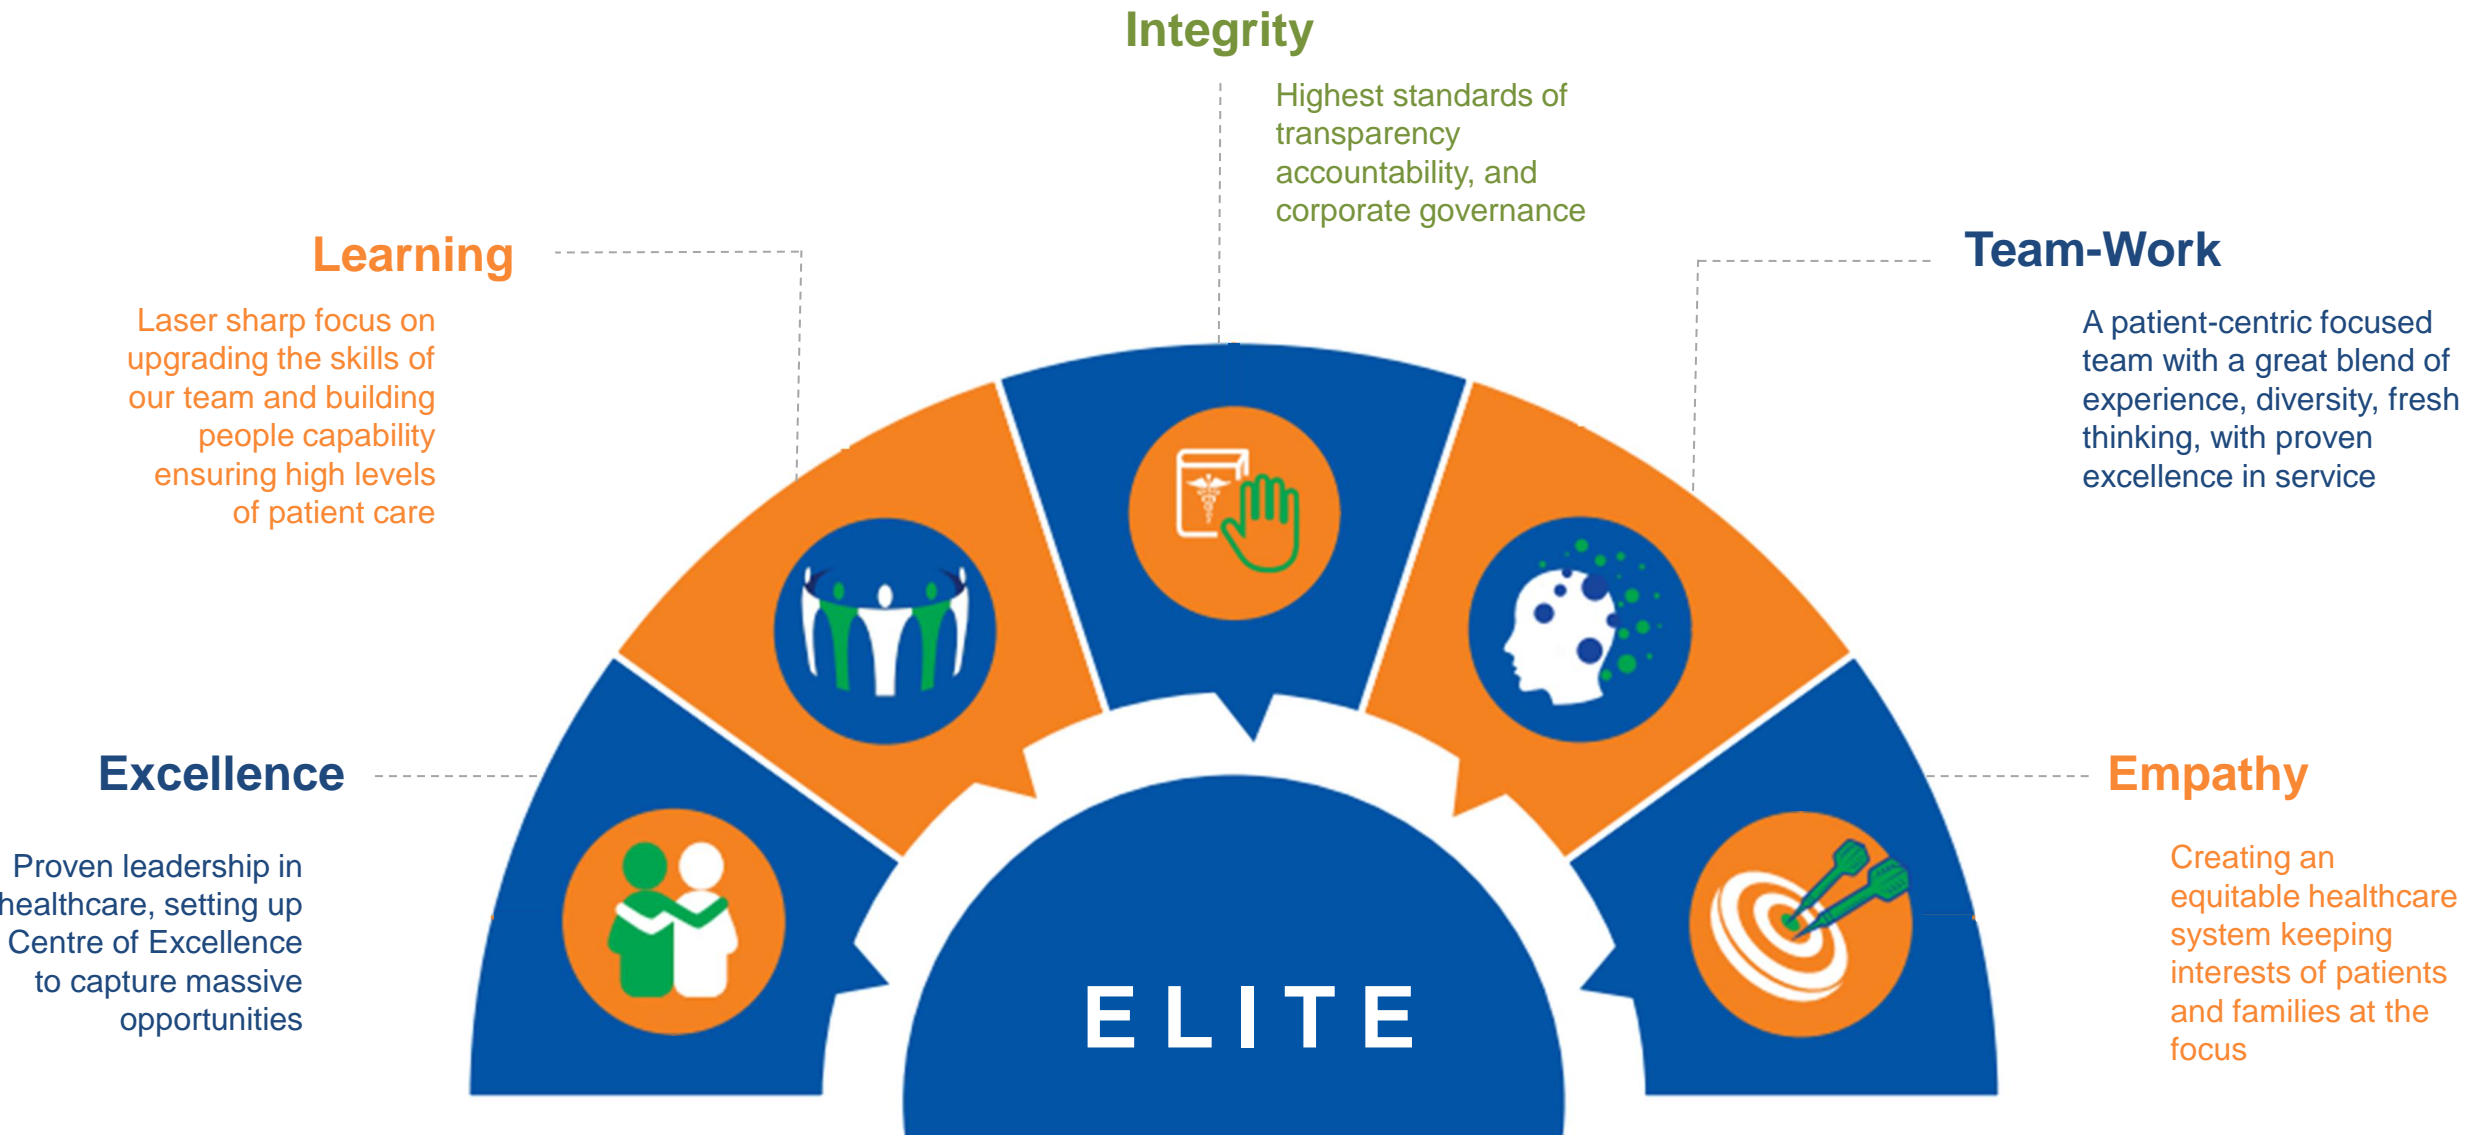 Integrity
Highest standards of
transparency
accountability, and
corporate governance
Learning
Laser sharp focus on
upgrading the skills of
our team and building
people capability
ensuring high levels
of patient care
Team-Work
A patient-centric focused
team with a great blend of
experience, diversity, fresh
thinking, with proven
excellence in service
Excellence
Proven leadership in
healthcare, setting up
Centre of Excellence
to capture massive
opportunities
Empathy
Creating an
equitable healthcare
system keeping
interests of patients
and families at the
focus
ELITE